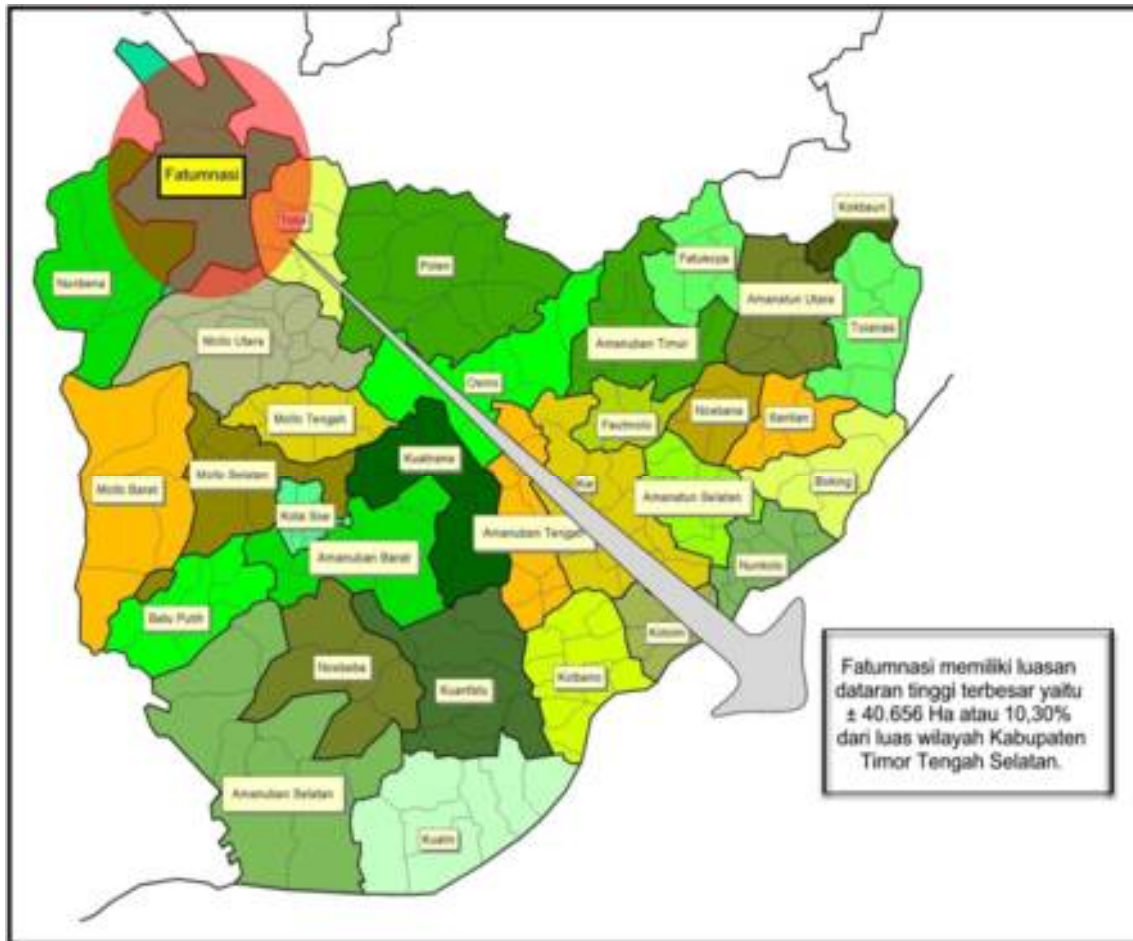 Fatumnasi
Kokbaun
Tobu
Fatukopa
Polen
Nunbena
Amanatun Utara
Toianas
Mollo Utara
Amanuban Timur
Oenino
Mollo Tengah
Fautmolo
Noebana
Santian
Kuatnana
Mollo Selatan
Mollo Barat
Kie
Amanatun Selatan
Boking
Kota Soe
Amanuban Tengah
Amanuban Barat
Nunkolo
Batu Putih
Kotolin
Noebeba
Kuanfatu
Kolbano
Fatumnasi memiliki luasan
dataran tinggi terbesar yaitu
± 40.656 Ha atau 10,30%
dari luas wilayah Kabupaten
Timor Tengah Selatan.
Amanuban Selatan
Kualin